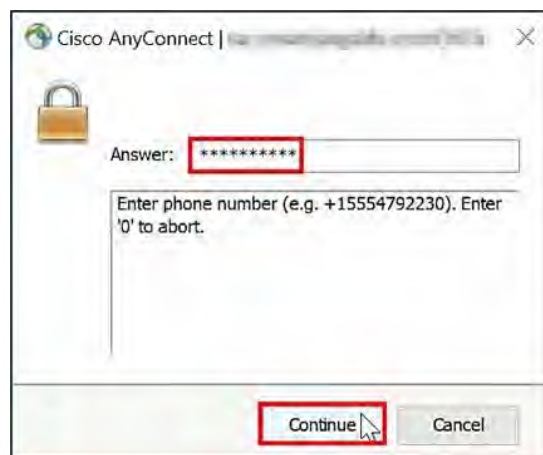 Cisco AnyConnect |
Answer: **********
Enter phone number (e.g. +15554792230). Enter
'0' to abort.
Continue
Cancel